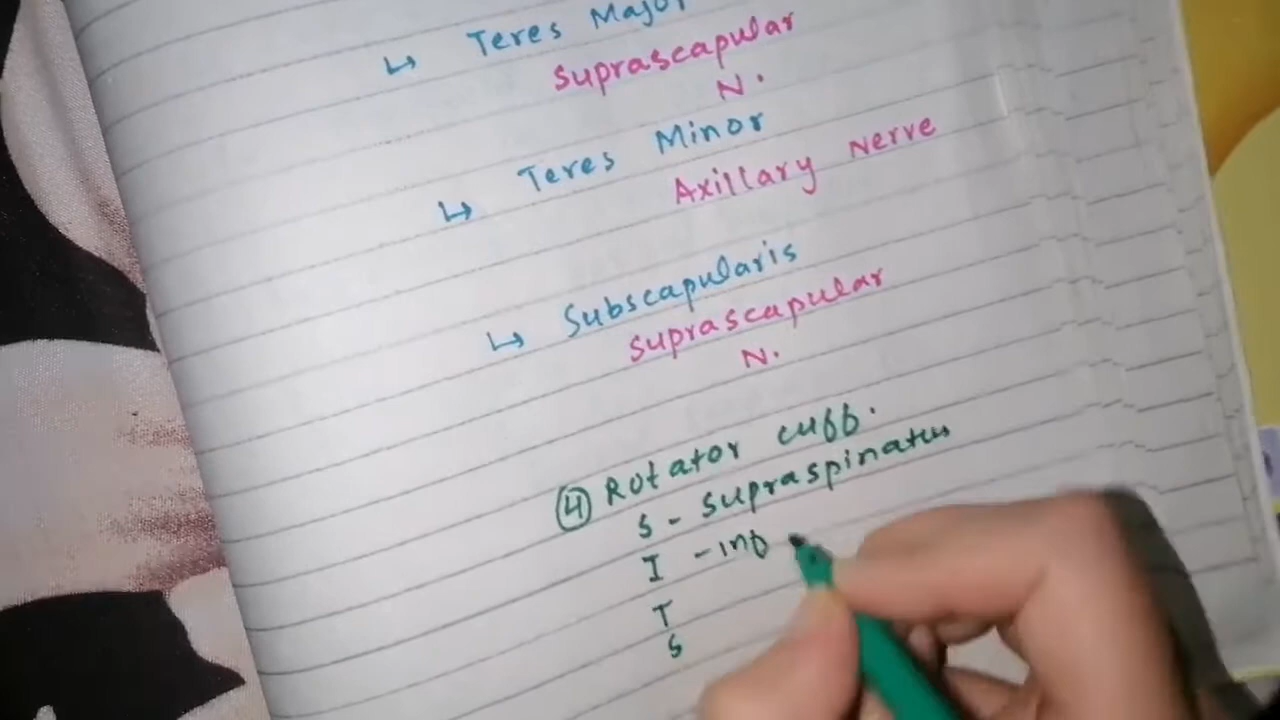 ↳ Teres Major
suprascapular
N.
↳ Teres Minor
Axillary Nerve
↳ Subscapularis
suprascapular
N.
④ Rotator cuff.
S - supraspinatus
I - inf
T
S